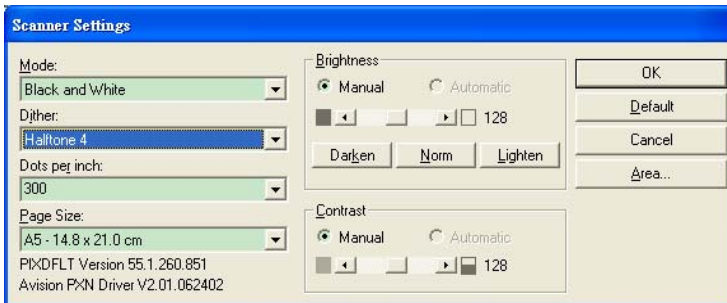 Scanner Settings
Mode:
Black and White
Dither:
Halftone 4
Dots per inch:
300
Page Size:
A5 - 14.8 x 21.0 cm
PIXDFLT Version 55.1.260.851
Avision PXN Driver V2.01.062402
Brightness
Manual Automatic
128
Darken Norm Lighten
Contrast
Manual Automatic
128
OK
Default
Cancel
Area...